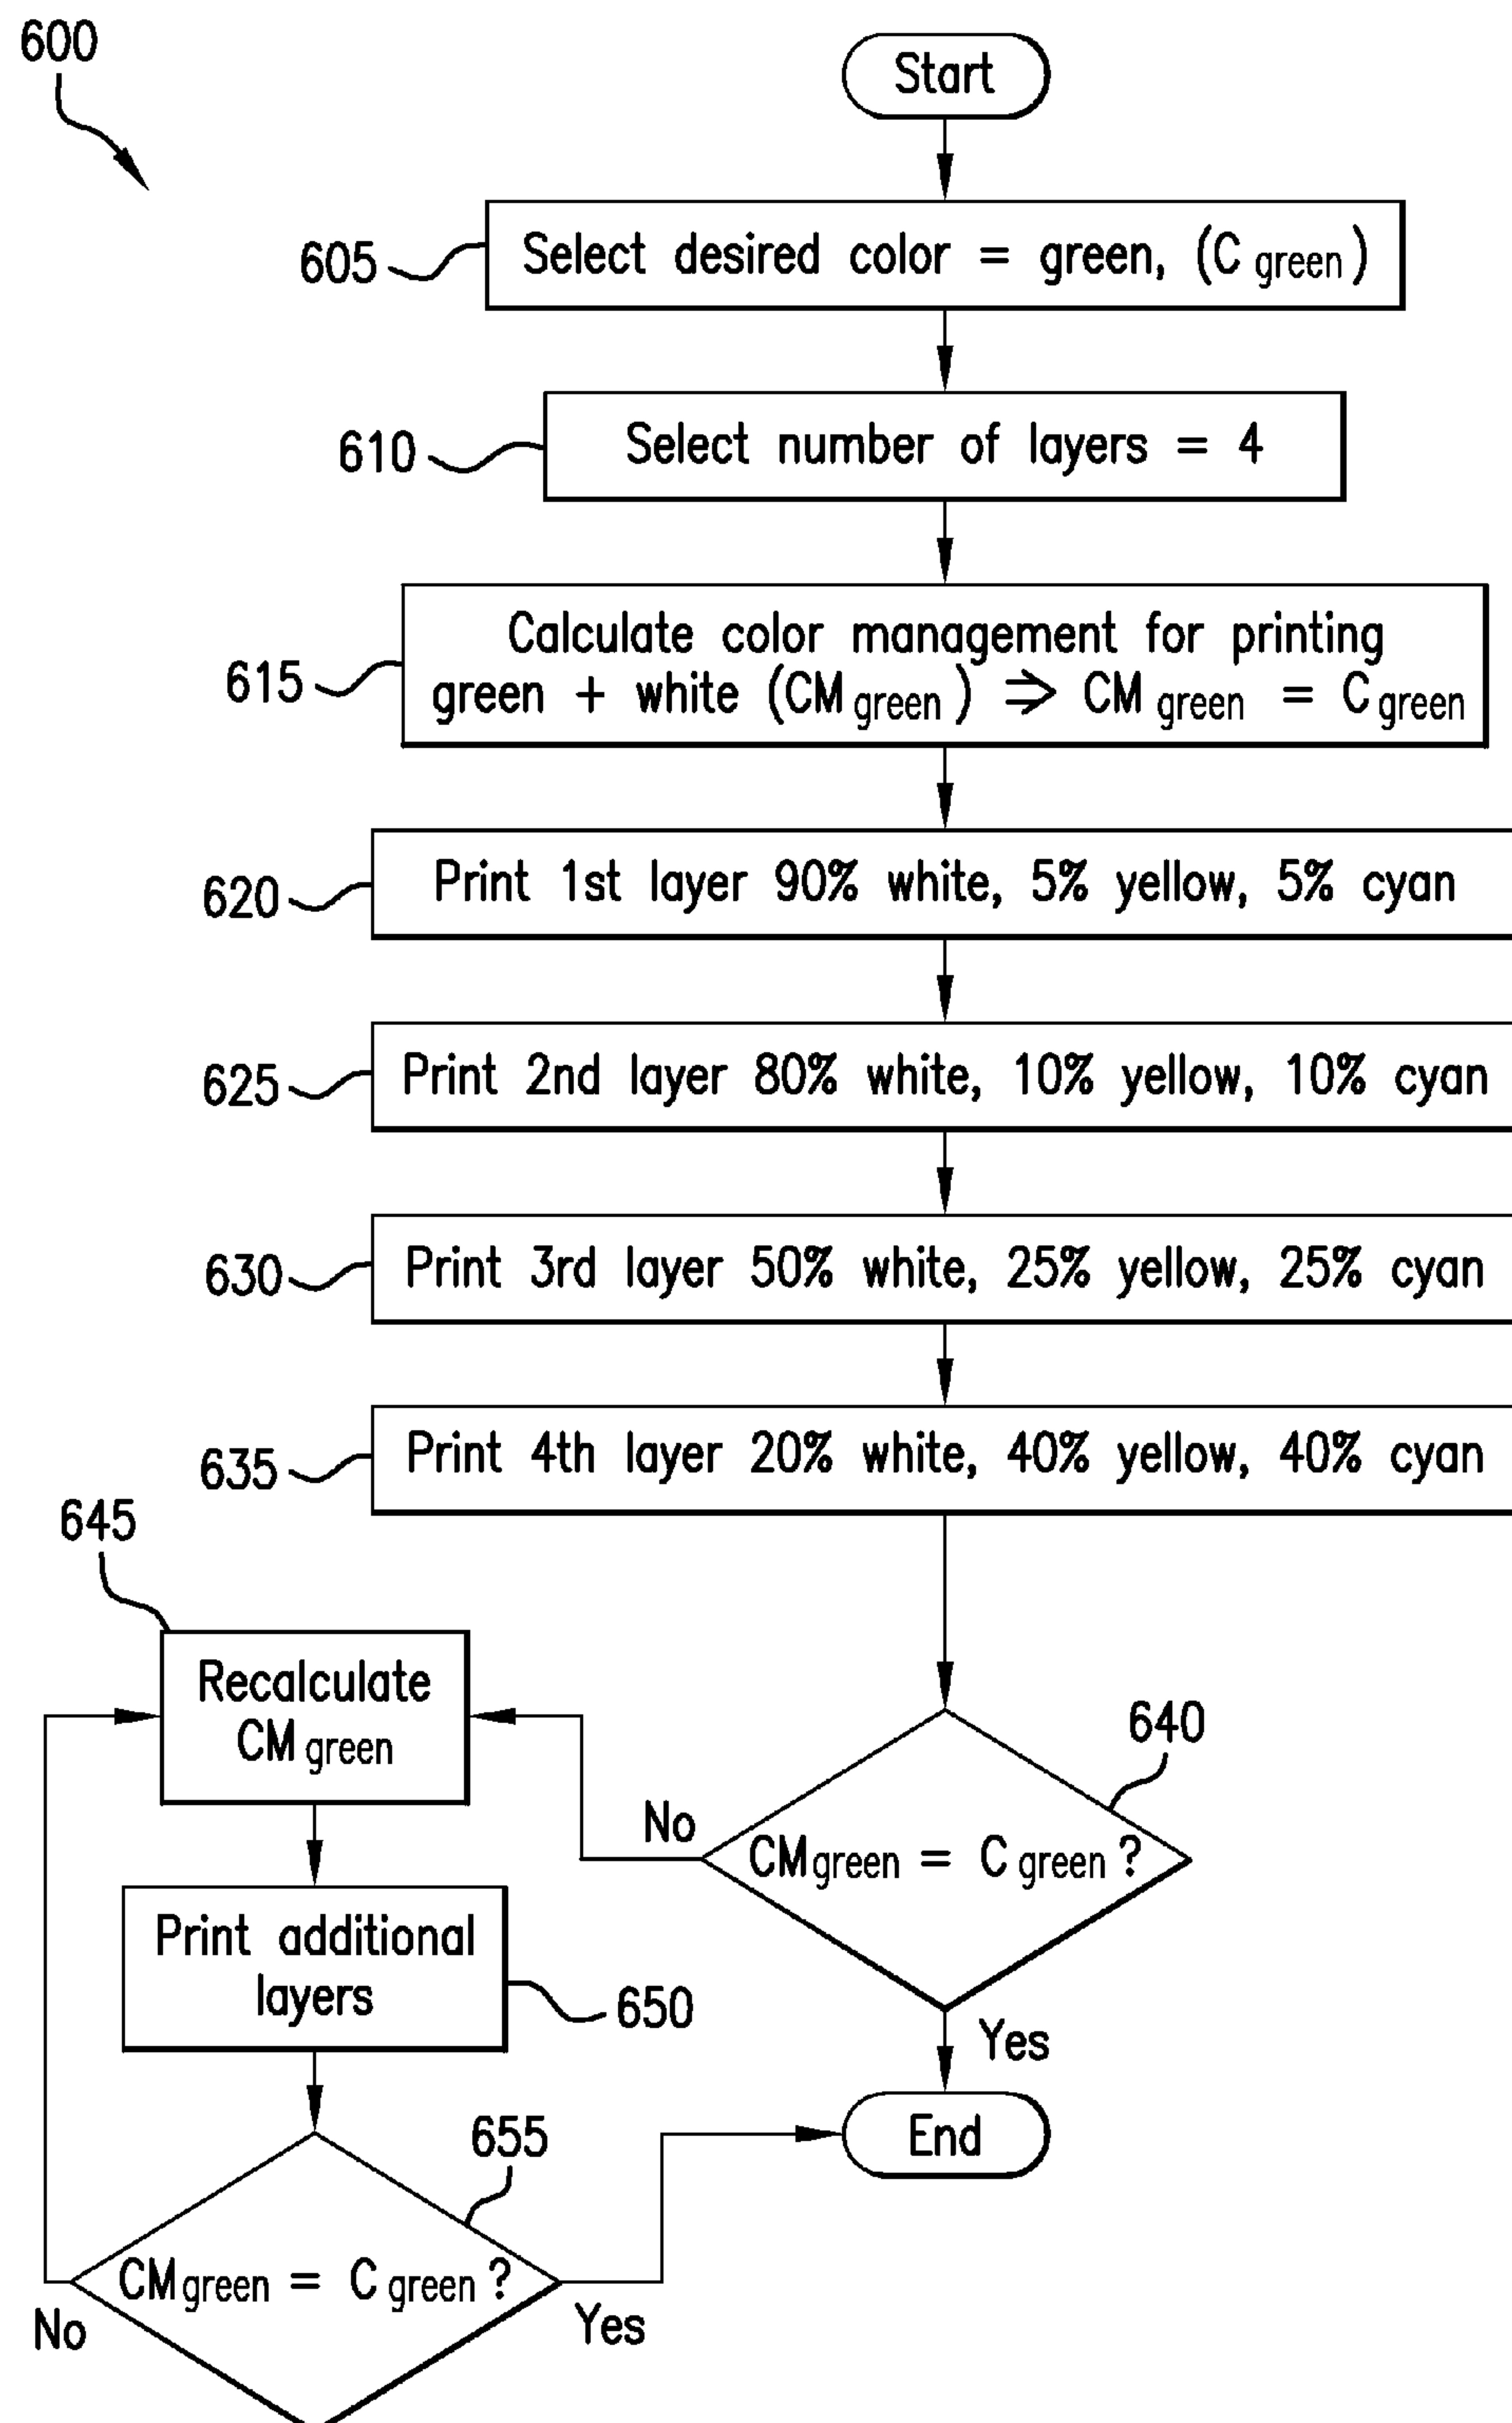 600
Start
605
Select desired color = green, (C green)
610
Select number of layers = 4
615
Calculate color management for printing
green + white (CM green) ⇒ CM green = C green
620
Print 1st layer 90% white, 5% yellow, 5% cyan
625
Print 2nd layer 80% white, 10% yellow, 10% cyan
630
Print 3rd layer 50% white, 25% yellow, 25% cyan
635
Print 4th layer 20% white, 40% yellow, 40% cyan
645
Recalculate
CM green
640
No
CM green = C green ?
Print additional
layers
650
Yes
End
655
CM green = C green ?
No
Yes